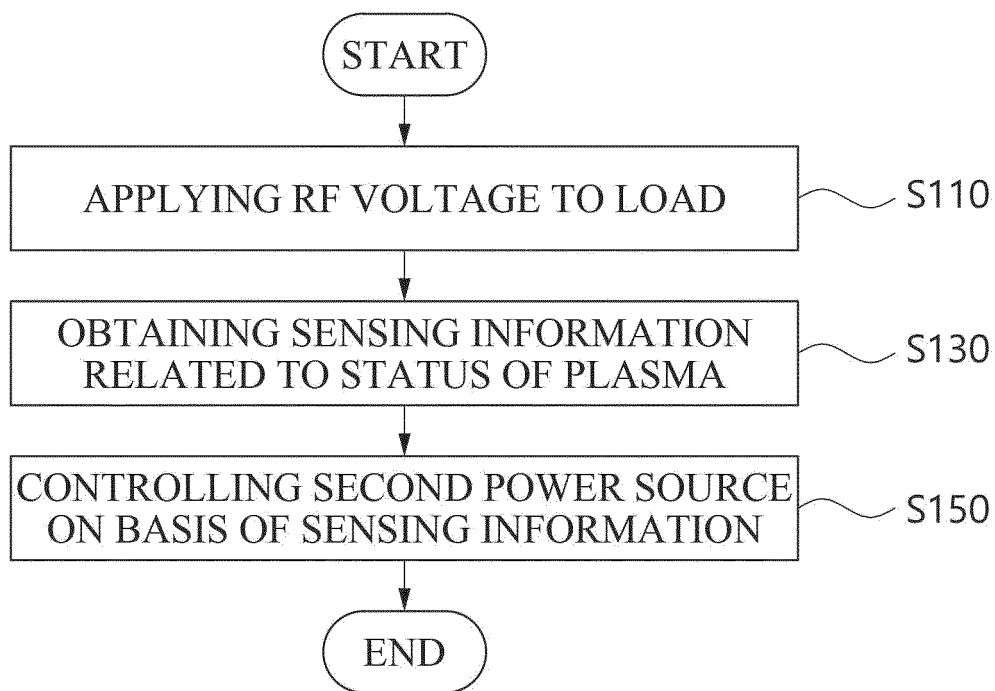 START
APPLYING RF VOLTAGE TO LOAD
S110
OBTAINING SENSING INFORMATION
RELATED TO STATUS OF PLASMA
S130
CONTROLLING SECOND POWER SOURCE
ON BASIS OF SENSING INFORMATION
S150
END